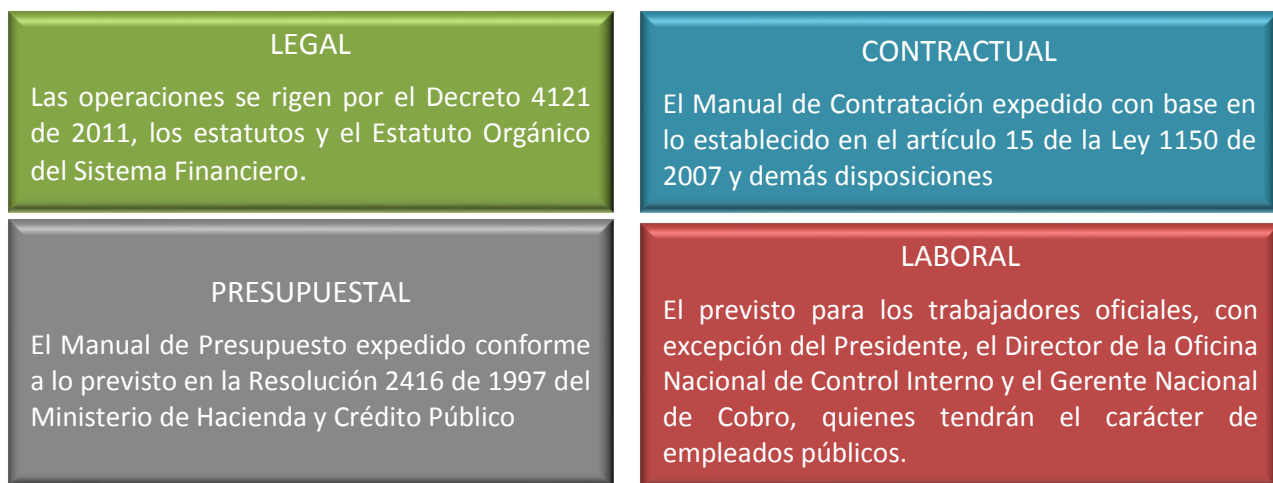 LEGAL
Las operaciones se rigen por el Decreto 4121
de 2011, los estatutos y el Estatuto Orgánico
del Sistema Financiero.
CONTRACTUAL
El Manual de Contratación expedido con base en
lo establecido en el artículo 15 de la Ley 1150 de
2007 y demás disposiciones
PRESUPUESTAL
El Manual de Presupuesto expedido conforme
a lo previsto en la Resolución 2416 de 1997 del
Ministerio de Hacienda y Crédito Público
LABORAL
El previsto para los trabajadores oficiales, con
excepción del Presidente, el Director de la Oficina
Nacional de Control Interno y el Gerente Nacional
de Cobro, quienes tendrán el carácter de
empleados públicos.